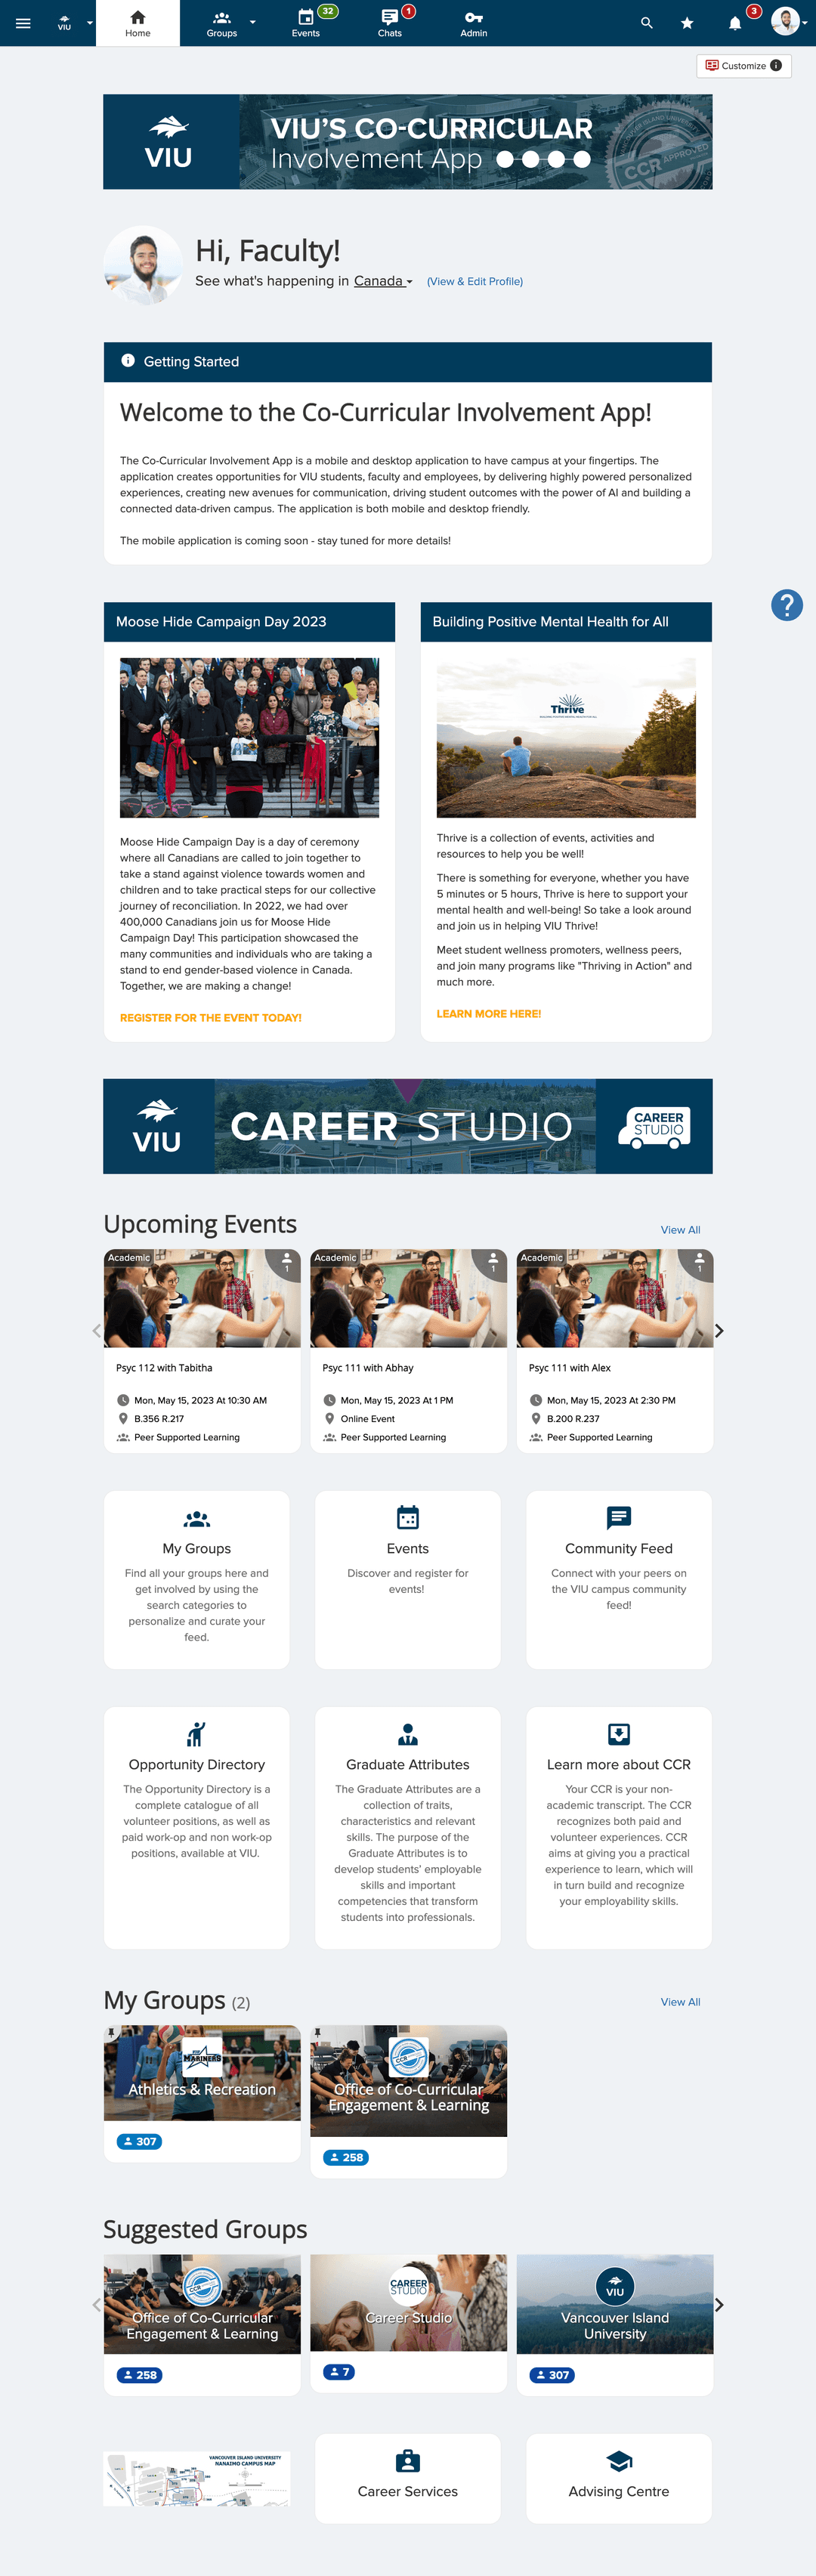 VIU
Home
Groups
Events
32
Chats
1
Admin
3
Customize
VIU
VIU'S CO-CURRICULAR
Involvement App
CCR APPROVED
Hi, Faculty!
See what's happening in Canada
(View & Edit Profile)
Getting Started
Welcome to the Co-Curricular Involvement App!
The Co-Curricular Involvement App is a mobile and desktop application to have campus at your fingertips. The
application creates opportunities for VIU students, faculty and employees, by delivering highly powered personalized
experiences, creating new avenues for communication, driving student outcomes with the power of AI and building a
connected data-driven campus. The application is both mobile and desktop friendly.
The mobile application is coming soon - stay tuned for more details!
?
Moose Hide Campaign Day 2023
Moose Hide Campaign Day is a day of ceremony
where all Canadians are called to join together to
take a stand against violence towards women and
children and to take practical steps for our collective
journey of reconciliation. In 2022, we had over
400,000 Canadians join us for Moose Hide
Campaign Day! This participation showcased the
many communities and individuals who are taking a
stand to end gender-based violence in Canada.
Together, we are making a change!
REGISTER FOR THE EVENT TODAY!
Building Positive Mental Health for All
Thrive
Thrive is a collection of events, activities and
resources to help you be well!
There is something for everyone, whether you have
5 minutes or 5 hours, Thrive is here to support your
mental health and well-being! So take a look around
and join us in helping VIU Thrive!
Meet student wellness promoters, wellness peers,
and join many programs like "Thriving in Action" and
much more.
LEARN MORE HERE!
VIU
CAREER STUDIO
CAREER
STUDIO
Upcoming Events
View All
Academic
1
Psyc 112 with Tabitha
Mon, May 15, 2023 At 10:30 AM
B.356 R.217
Peer Supported Learning
Academic
1
Psyc 111 with Abhay
Mon, May 15, 2023 At 1 PM
Online Event
Peer Supported Learning
Academic
1
Psyc 111 with Alex
Mon, May 15, 2023 At 2:30 PM
B.200 R.237
Peer Supported Learning
My Groups
Find all your groups here and
get involved by using the
search categories to
personalize and curate your
feed.
Events
Discover and register for
events!
Community Feed
Connect with your peers on
the VIU campus community
feed!
Opportunity Directory
The Opportunity Directory is a
complete catalogue of all
volunteer positions, as well as
paid work-op and non work-op
positions, available at VIU.
Graduate Attributes
The Graduate Attributes are a
collection of traits,
characteristics and relevant
skills. The purpose of the
Graduate Attributes is to
develop students' employable
skills and important
competencies that transform
students into professionals.
Learn more about CCR
Your CCR is your non-
academic transcript. The CCR
recognizes both paid and
volunteer experiences. CCR
aims at giving you a practical
experience to learn, which will
in turn build and recognize
your employability skills.
My Groups (2)
View All
MARINERS
Athletics & Recreation
307
CCR
Office of Co-Curricular
Engagement & Learning
258
Suggested Groups
CCR
Office of Co-Curricular
Engagement & Learning
258
CAREER
STUDIO
Career Studio
7
VIU
Vancouver Island
University
307
VANCOUVER ISLAND UNIVERSITY
NANAIMO CAMPUS MAP
Career Services
Advising Centre